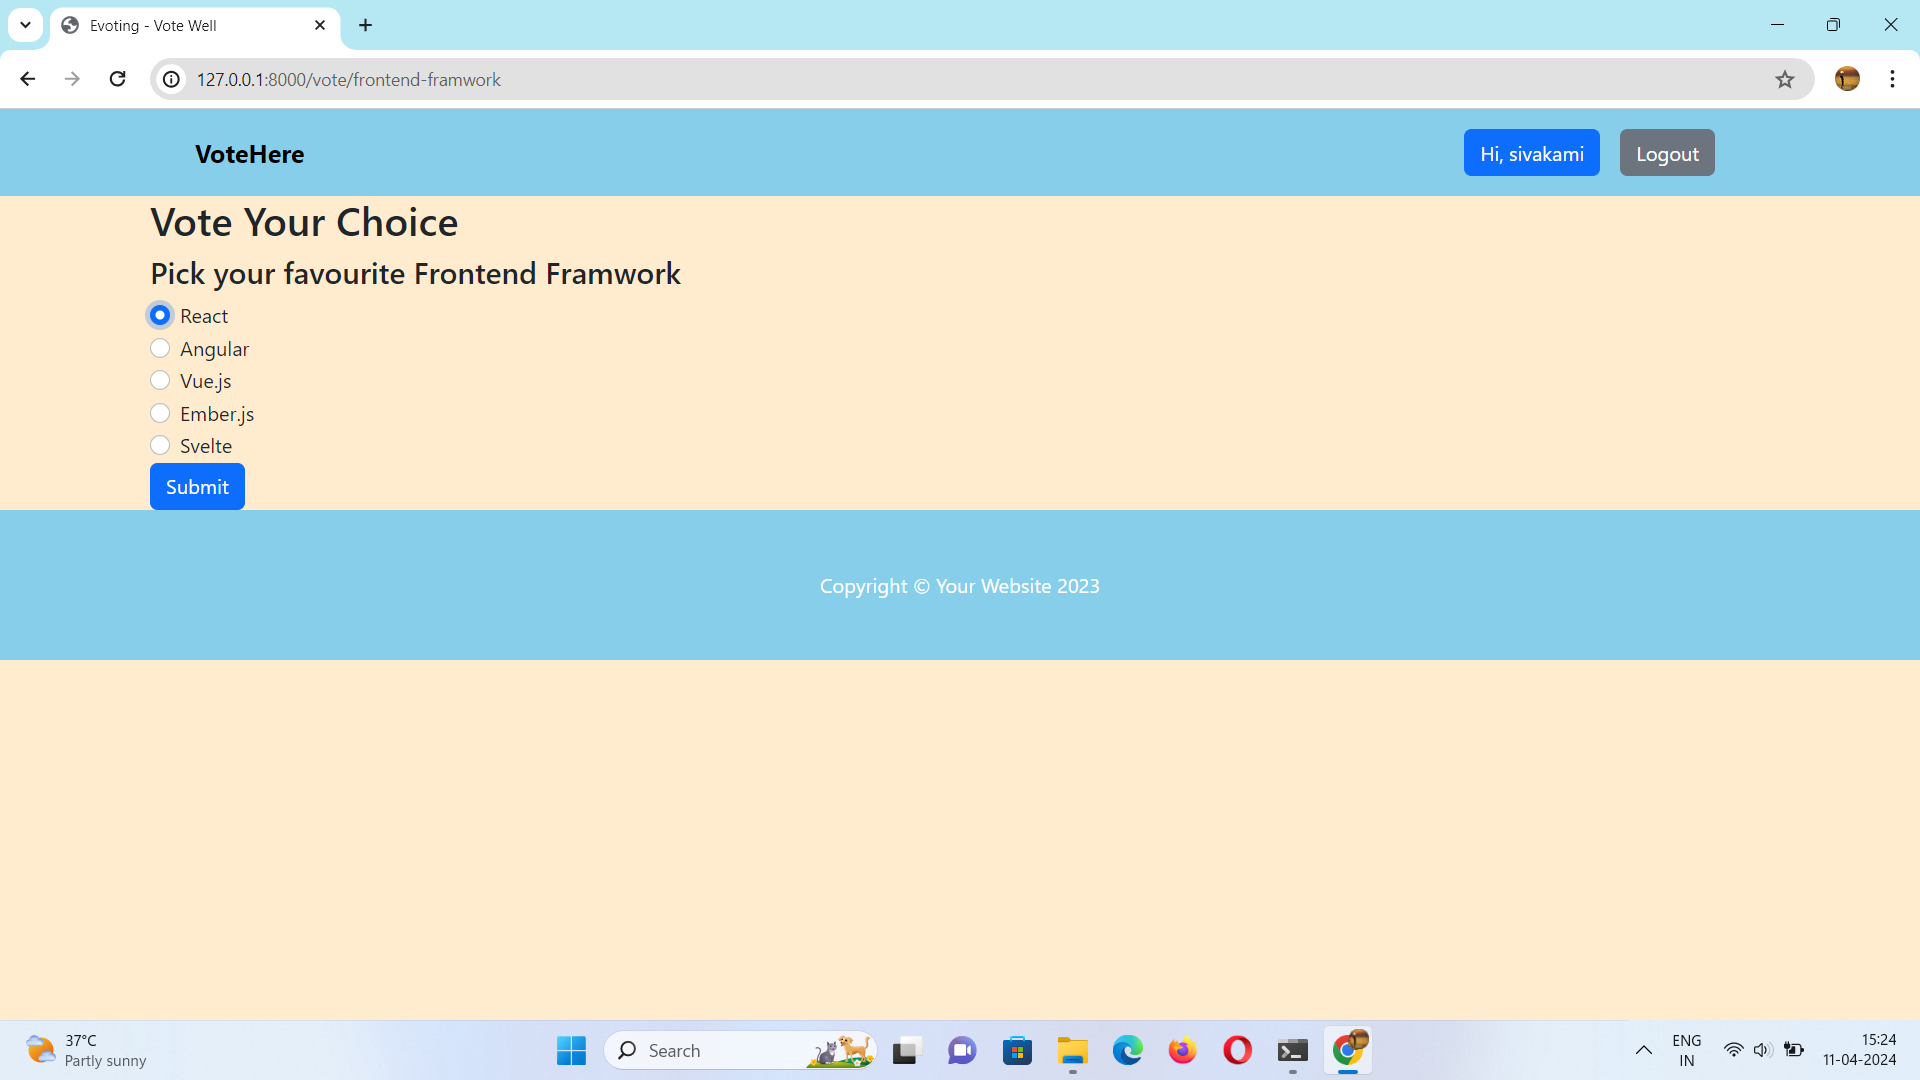 Evoting - Vote Well
127.0.0.1:8000/vote/frontend-framwork
VoteHere
Hi, sivakami
Logout
Vote Your Choice
Pick your favourite Frontend Framwork
React
Angular
Vue.js
Ember.js
Svelte
Submit
Copyright © Your Website 2023
37°C
Partly sunny
Search
ENG
IN
15:24
11-04-2024